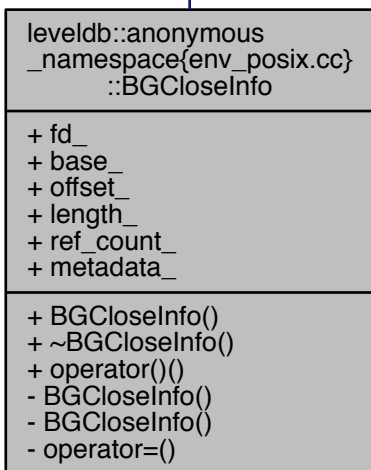 leveldb::anonymous
_namespace{env_posix.cc}
::BGCloseInfo
+ fd_
+ base_
+ offset_
+ length_
+ ref_count_
+ metadata_
+ BGCloseInfo()
+ ~BGCloseInfo()
+ operator()()
- BGCloseInfo()
- BGCloseInfo()
- operator=()